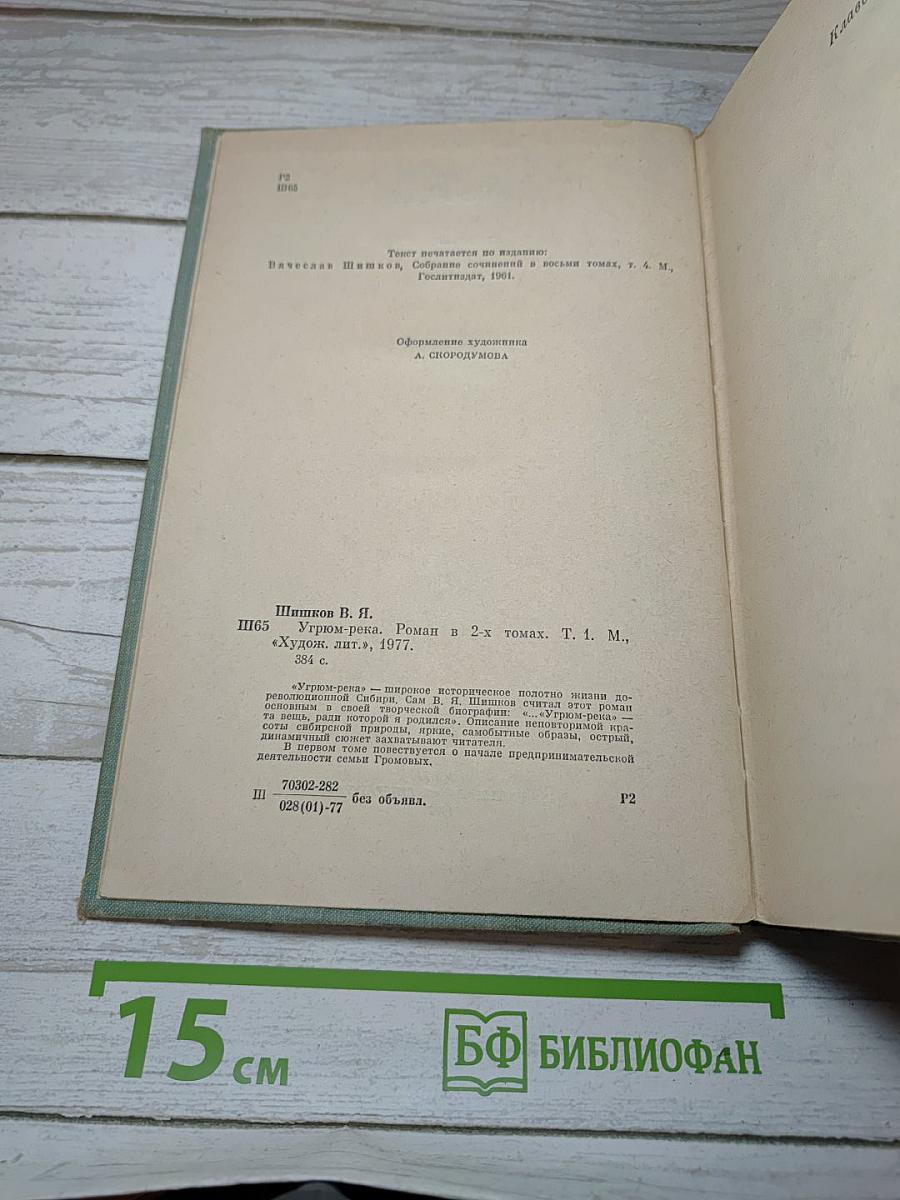 Р2
Ш65
Текст печатается по изданию:
Вячеслав Шишков, Собрание сочинений в восьми томах, т. 4. М.,
Гослитиздат, 1961.
Оформление художника
А. СКОРОДУМОВА
Шишков В. Я.
Ш65 Угрюм-река. Роман в 2-х томах. Т. 1. М.,
«Худож. лит.», 1977.
384 с.
«Угрюм-река» — широкое историческое полотно жизни до-
революционной Сибири. Сам В. Я. Шишков считал этот роман
основным в своей творческой биографии: «...«Угрюм-река» —
та вещь, ради которой я родился». Описание неповторимой кра-
соты сибирской природы, яркие, самобытные образы, острый,
динамичный сюжет захватывают читателя.
В первом томе повествуется о начале предпринимательской
деятельности семьи Громовых.
Ш 70302-282
028(01)-77 без объявл. Р2
15 см
БФ БИБЛИОФАН